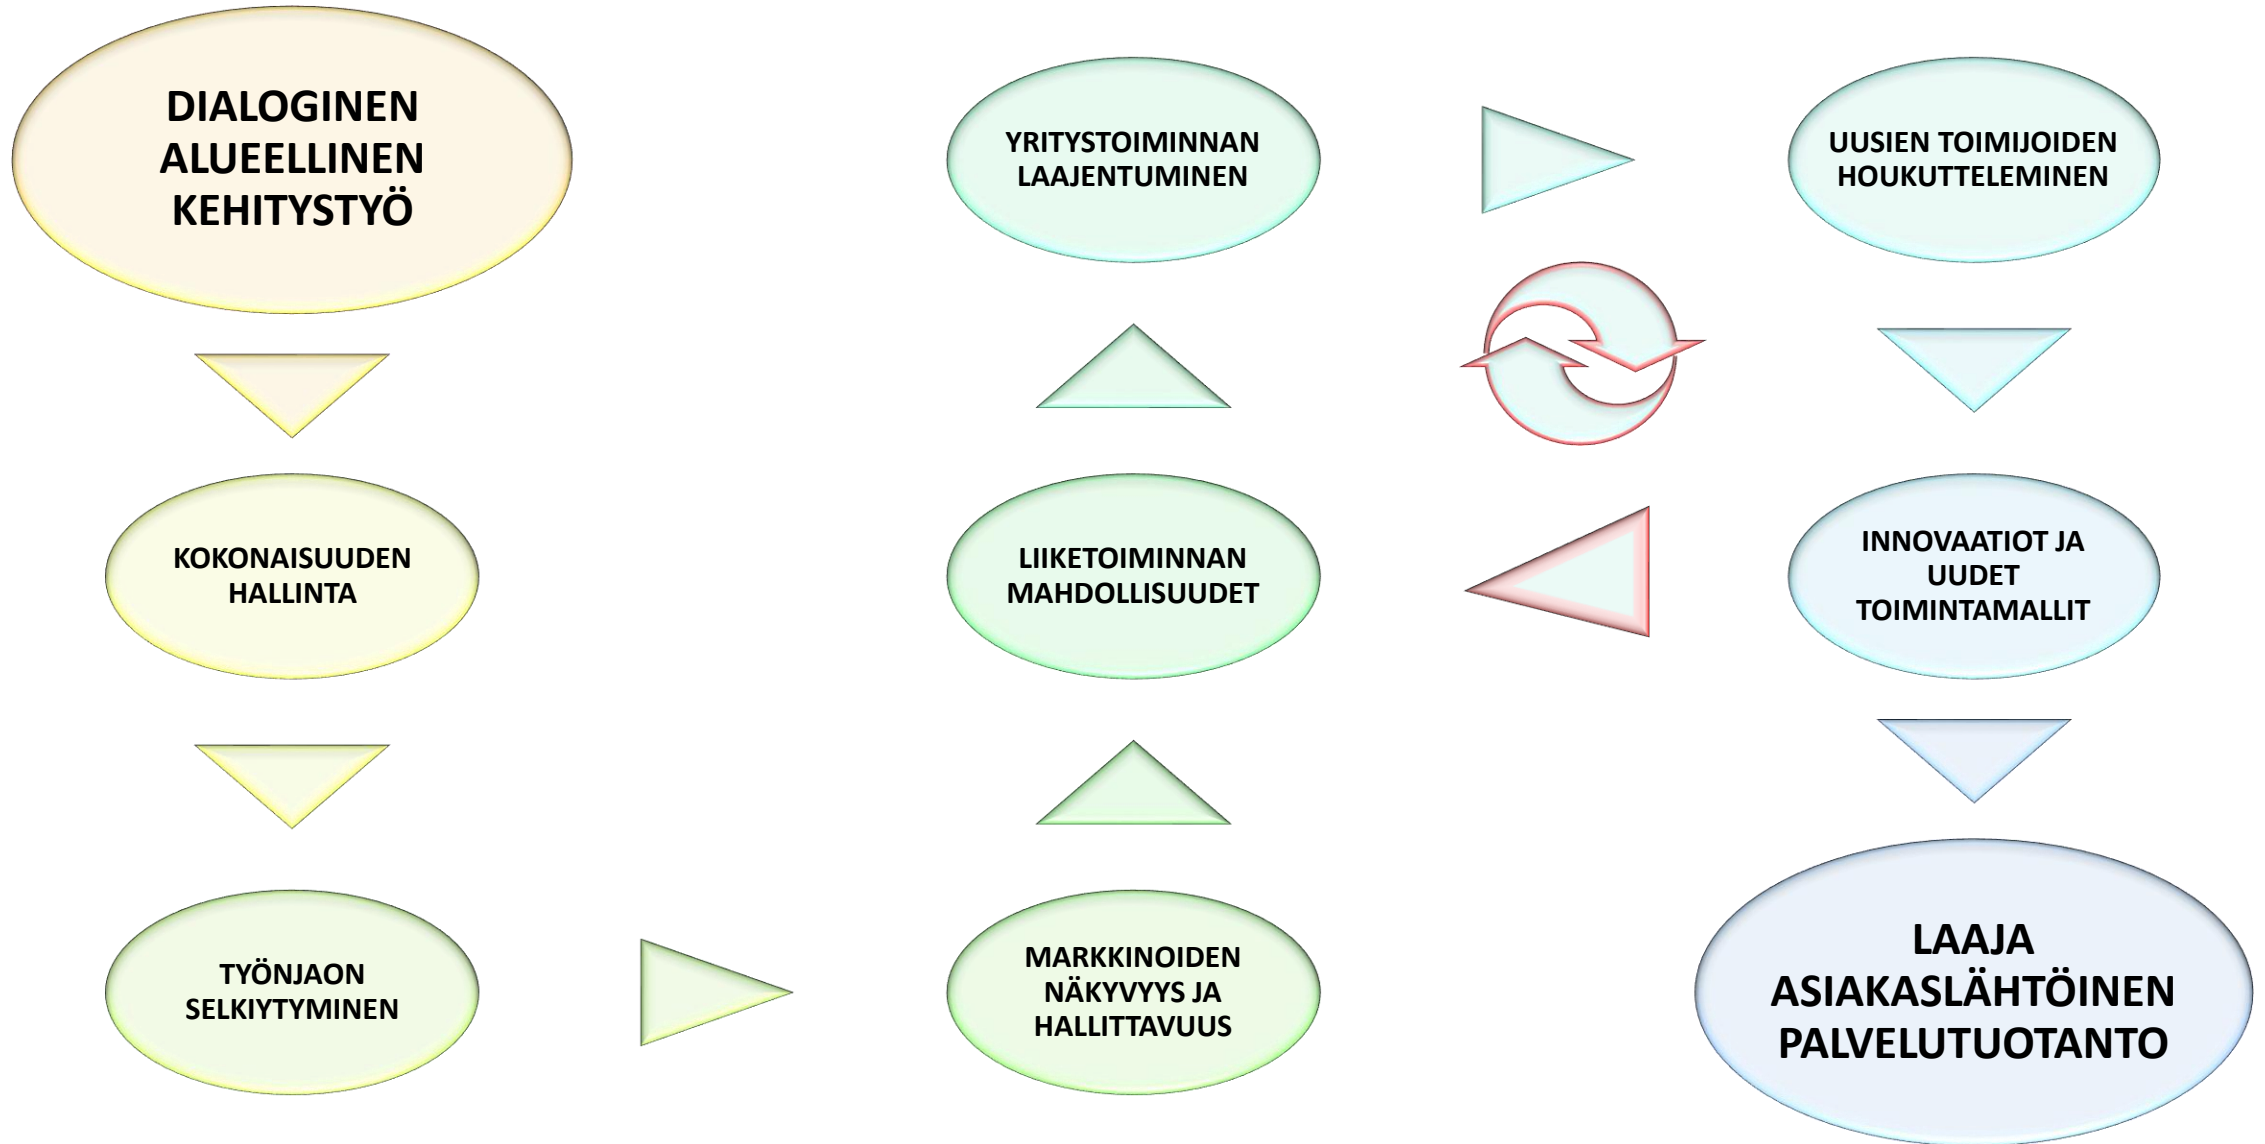 DIALOGINEN
ALUEELLINEN
KEHITYSTYÖ
KOKONAISUUDEN
HALLINTA
TYÖNJAON
SELKIYTYMINEN
MARKKINOIDEN
NÄKYVYYS JA
HALLITTAVUUS
LIIKETOIMINNAN
MAHDOLLISUUDET
YRITYSTOIMINNAN
LAAJENTUMINEN
UUSIEN TOIMIJOIDEN
HOUKUTTELEMINEN
INNOVAATIOT JA
UUDET
TOIMINTAMALLIT
LAAJA
ASIAKASLÄHTÖINEN
PALVELUTUOTANTO